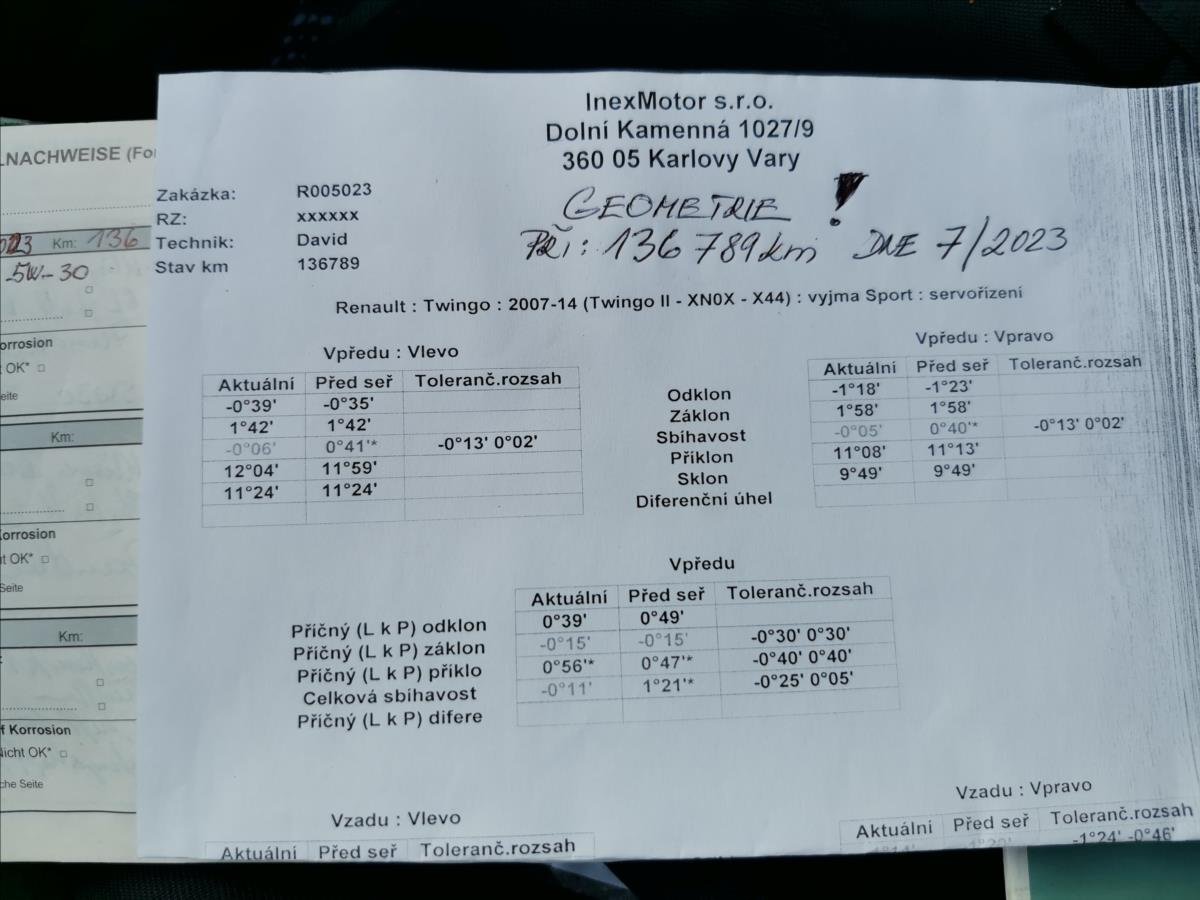 InexMotor s.r.o.
Dolní Kamenná 1027/9
360 05 Karlovy Vary
Zakázka: R005023
RZ: xxxxxx
Technik: David
Stav km 136789
GEOMETRIE !
PŘI: 136 789km DNE 7/2023
Renault : Twingo : 2007-14 (Twingo II - XN0X - X44) : vyjma Sport : servořízení
Vpředu : Vlevo
Aktuální Před seř Toleranč.rozsah
-0°39' -0°35'
1°42' 1°42'
-0°06' 0°41'* -0°13' 0°02'
12°04' 11°59'
11°24' 11°24'
Odklon
Záklon
Sbíhavost
Příklon
Sklon
Diferenční úhel
Vpředu : Vpravo
Aktuální Před seř Toleranč.rozsah
-1°18' -1°23'
1°58' 1°58'
-0°05' 0°40'* -0°13' 0°02'
11°08' 11°13'
9°49' 9°49'
Vpředu
Aktuální Před seř Toleranč.rozsah
Příčný (L k P) odklon 0°39' 0°49'
Příčný (L k P) záklon -0°15' -0°15' -0°30' 0°30'
Příčný (L k P) příklo 0°56'* 0°47'* -0°40' 0°40'
Celková sbíhavost -0°11' 1°21'* -0°25' 0°05'
Příčný (L k P) difere
Vzadu : Vlevo
Aktuální Před seř Toleranč.rozsah
Vzadu : Vpravo
Aktuální Před seř Toleranč.rozsah
-1°24' -0°46'
LNACHWEISE (For
Km: 136
5W-30
orrosion
t OK*
eite
Km:
Korrosion
t OK*
Seite
Km:
f Korrosion
Nicht OK*
che Seite